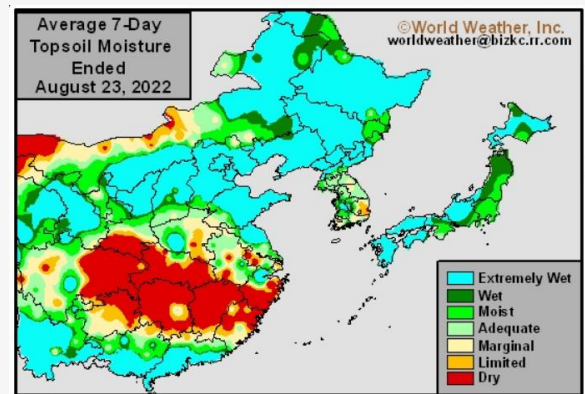 Average 7-Day
Topsoil Moisture
Ended
August 23, 2022
©World Weather, Inc.
worldweather@bizkc.rr.com
Extremely Wet
Wet
Moist
Adequate
Marginal
Limited
Dry